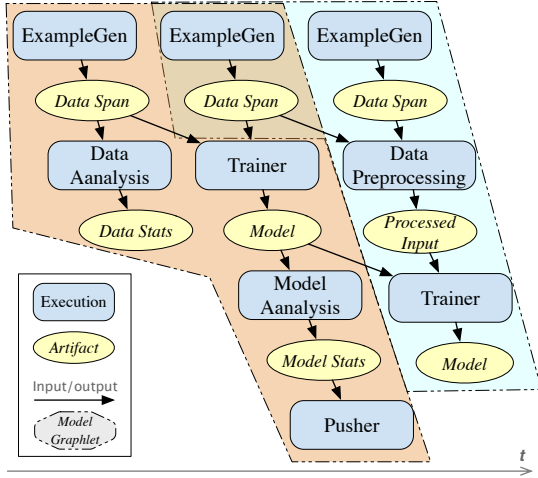 ExampleGen
ExampleGen
ExampleGen
Data Span
Data Span
Data Span
Data
Aanalysis
Trainer
Data
Preprocessing
Data Stats
Model
Processed
Input
Model
Aanalysis
Trainer
Model Stats
Model
Pusher
Execution
Artifact
Input/output
Model
Graphlet
t